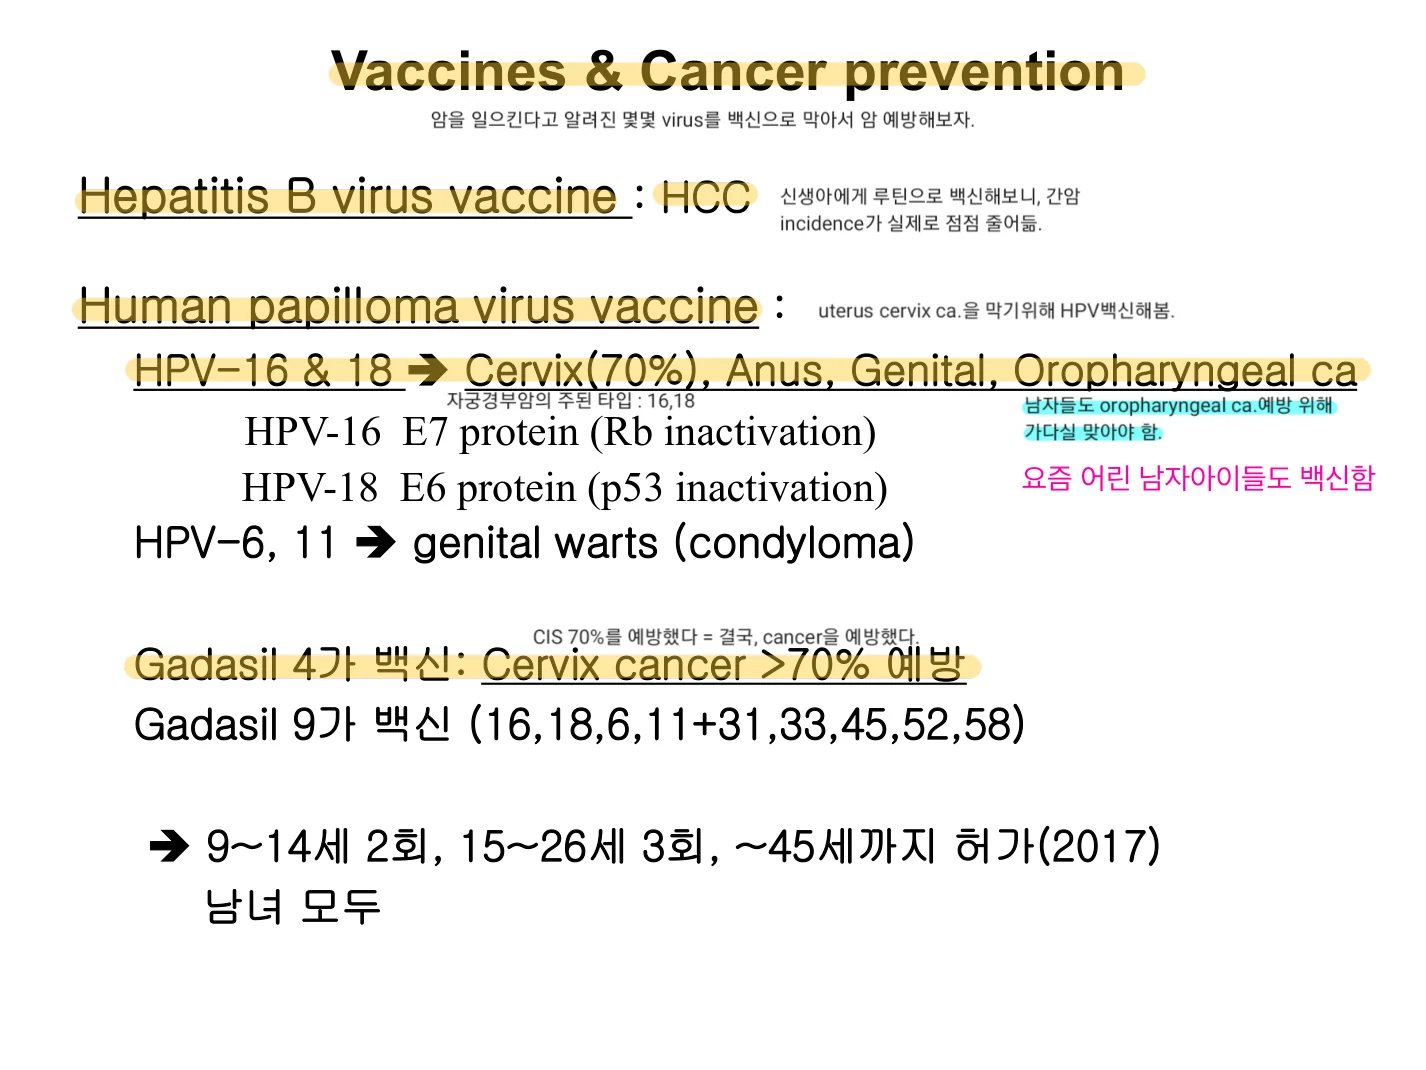 Vaccines & Cancer prevention
암을 일으킨다고 알려진 몇몇 virus를 백신으로 막아서 암 예방해보자.
Hepatitis B virus vaccine : HCC
신생아에게 루틴으로 백신해보니, 간암
incidence가 실제로 점점 줄어듦.
Human papilloma virus vaccine :
uterus cervix ca.을 막기위해 HPV백신해봄.
HPV-16 & 18 ➔ Cervix(70%), Anus, Genital, Oropharyngeal ca
자궁경부암의 주된 타입 : 16,18
남자들도 oropharyngeal ca.예방 위해
가다실 맞아야 함.
HPV-16 E7 protein (Rb inactivation)
요즘 어린 남자아이들도 백신함
HPV-18 E6 protein (p53 inactivation)
HPV-6, 11 ➔ genital warts (condyloma)
CIS 70%를 예방했다 = 결국, cancer을 예방했다.
Gadasil 4가 백신: Cervix cancer >70% 예방
Gadasil 9가 백신 (16,18,6,11+31,33,45,52,58)
➔ 9~14세 2회, 15~26세 3회, ~45세까지 허가(2017)
남녀 모두